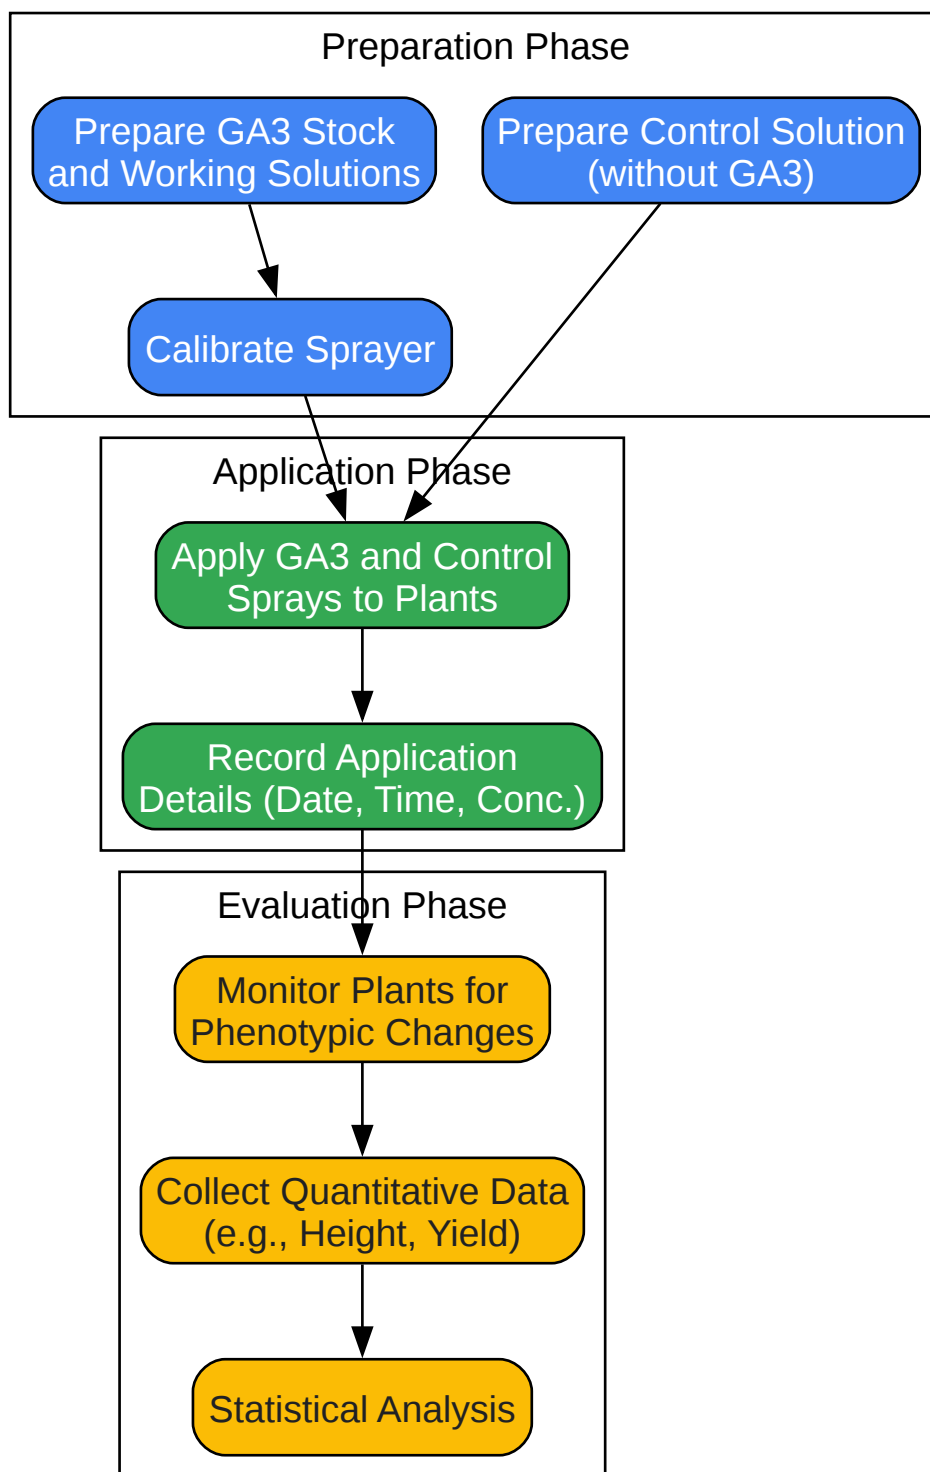 Preparation Phase
Prepare GA3 Stock
and Working Solutions
Prepare Control Solution
(without GA3)
Calibrate Sprayer
Application Phase
Apply GA3 and Control
Sprays to Plants
Record Application
Details (Date, Time, Conc.)
Evaluation Phase
Monitor Plants for
Phenotypic Changes
Collect Quantitative Data
(e.g., Height, Yield)
Statistical Analysis